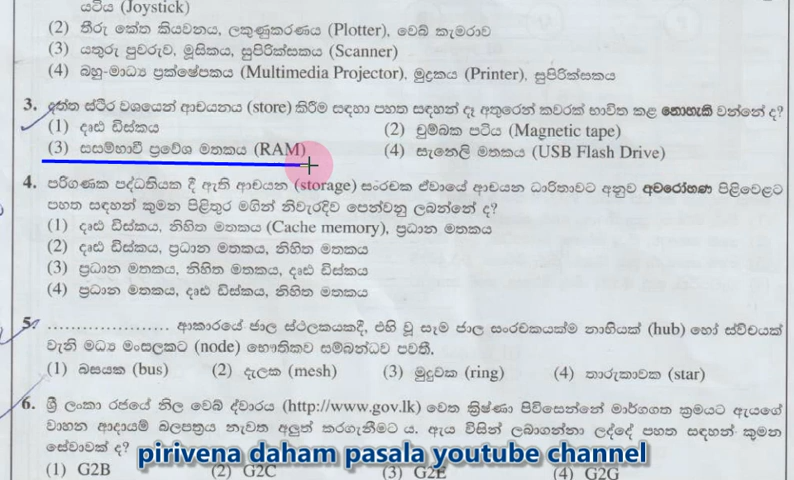 යටිය (Joystick)
(2) තීරු කේත කියවනය, ලකුණුකරණය (Plotter), වෙබ් කැමරාව
(3) යතුරු පුවරුව, මූසිකය, සුපිරික්සකය (Scanner)
(4) බහු-මාධ්‍ය ප්‍රක්ෂේපකය (Multimedia Projector), මුද්‍රකය (Printer), සුපිරික්සකය
3. දත්ත ස්ථිර වශයෙන් ආචයනය (store) කිරීම සඳහා පහත සඳහන් දෑ අතුරෙන් කවරක් භාවිත කළ නොහැකි වන්නේ ද?
(1) දෘඪ ඩිස්කය (2) චුම්බක පටිය (Magnetic tape)
(3) සසම්භාවී ප්‍රවේශ මතකය (RAM) (4) සැනෙලි මතකය (USB Flash Drive)
4. පරිගණක පද්ධතියක දී ඇති ආචයන (storage) සංරචක ඒවායේ ආචයන ධාරිතාවට අනුව අවරෝහණ පිළිවෙළට
පහත සඳහන් කුමන පිළිතුර මගින් නිවැරදිව පෙන්වනු ලබන්නේ ද?
(1) දෘඪ ඩිස්කය, නිහිත මතකය (Cache memory), ප්‍රධාන මතකය
(2) දෘඪ ඩිස්කය, ප්‍රධාන මතකය, නිහිත මතකය
(3) ප්‍රධාන මතකය, නිහිත මතකය, දෘඪ ඩිස්කය
(4) ප්‍රධාන මතකය, දෘඪ ඩිස්කය, නිහිත මතකය
5. ..................... ආකාරයේ ජාල ස්ථලකයකදී, එහි වූ සෑම ජාල සංරචකයක්ම නාභියක් (hub) හෝ ස්විචයක්
වැනි මධ්‍ය මංසලකට (node) භෞතිකව සම්බන්ධව පවතී.
(1) බසයක (bus) (2) දැලක (mesh) (3) මුදුවක (ring) (4) තාරුකාවක (star)
6. ශ්‍රී ලංකා රජයේ නිල වෙබ් ද්වාරය (http://www.gov.lk) වෙත ක්‍රිෂ්ණා පිවිසෙන්නේ මාර්ගගත ක්‍රමයට ඇයගේ
වාහන ආදායම් බලපත්‍රය නැවත අලුත් කරගැනීමට ය. ඇය විසින් ලබාගන්නා ලද්දේ පහත සඳහන් කුමන
සේවාවක් ද?
pirivena daham pasala youtube channel
(1) G2B (2) G2C (3) G2E (4) G2G